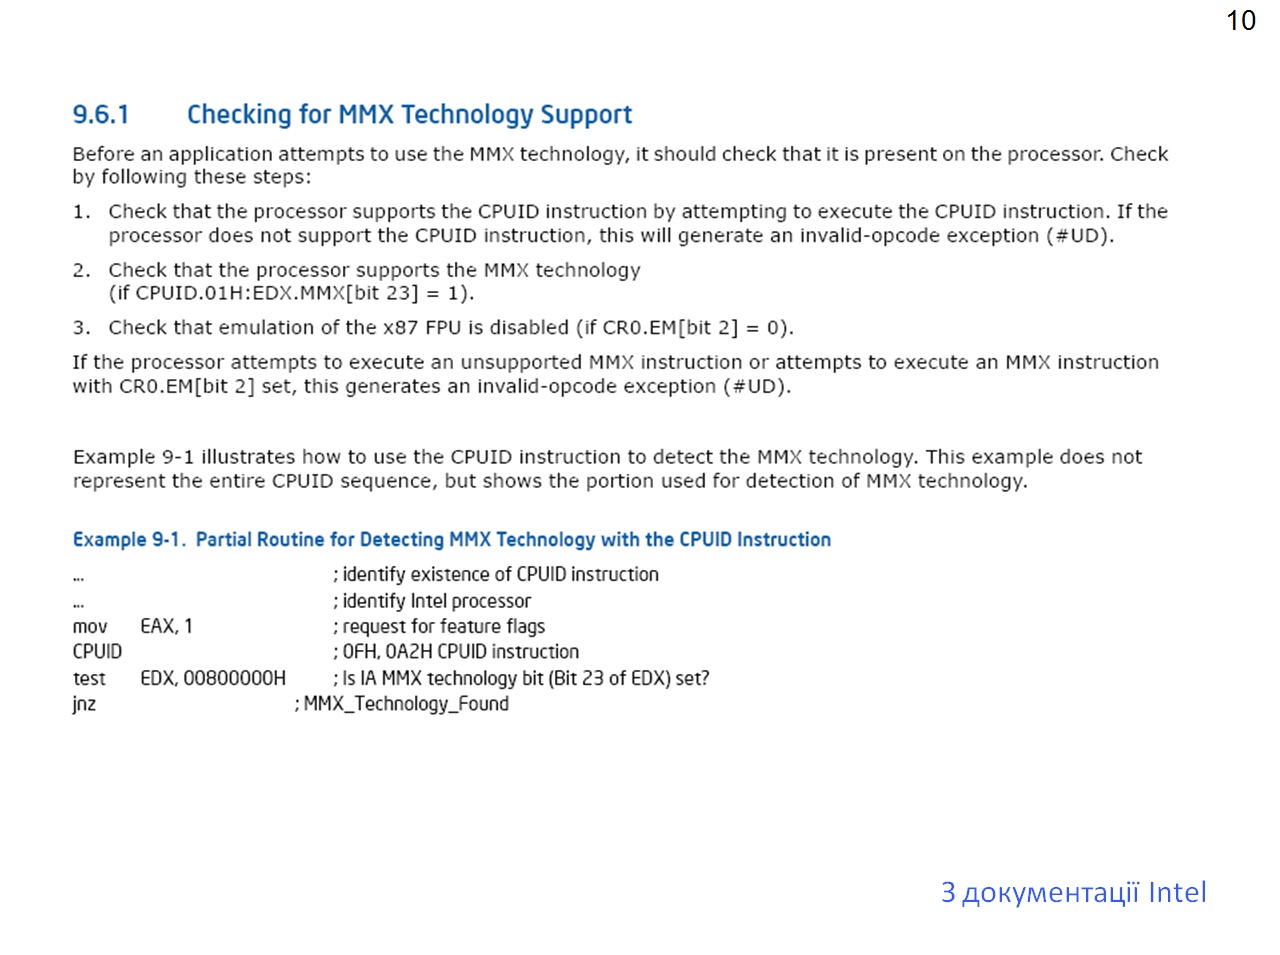 10
9.6.1 Checking for MMX Technology Support
Before an application attempts to use the MMX technology, it should check that it is present on the processor. Check
by following these steps:
1. Check that the processor supports the CPUID instruction by attempting to execute the CPUID instruction. If the
processor does not support the CPUID instruction, this will generate an invalid-opcode exception (#UD).
2. Check that the processor supports the MMX technology
(if CPUID.01H:EDX.MMX[bit 23] = 1).
3. Check that emulation of the x87 FPU is disabled (if CR0.EM[bit 2] = 0).
If the processor attempts to execute an unsupported MMX instruction or attempts to execute an MMX instruction
with CR0.EM[bit 2] set, this generates an invalid-opcode exception (#UD).
Example 9-1 illustrates how to use the CPUID instruction to detect the MMX technology. This example does not
represent the entire CPUID sequence, but shows the portion used for detection of MMX technology.
Example 9-1. Partial Routine for Detecting MMX Technology with the CPUID Instruction
... ; identify existence of CPUID instruction
... ; identify Intel processor
mov EAX, 1 ; request for feature flags
CPUID ; 0FH, 0A2H CPUID instruction
test EDX, 00800000H ; Is IA MMX technology bit (Bit 23 of EDX) set?
jnz ; MMX_Technology_Found
З документації Intel